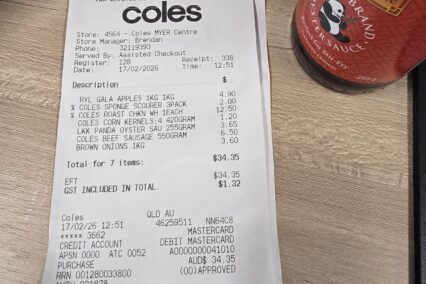 coles
Store: 4564 - Coles MYER Centre
Store Manager: Brendan
Phone: 32119393
Served By: Assisted Checkout
Register: 128 Receipt: 338
Date: 17/02/2026 Time: 12:51
Description $
RYL GALA APPLES 1KG 1KG 4.90
% COLES SPONGE SCOURER 3PACK 2.00
% COLES ROAST CHKN WH 1EACH 12.50
COLES CORN KERNELS:4 420GRAM 1.20
LKK PANDA OYSTER SAU 255GRAM 3.65
COLES BEEF SAUSAGE 550GRAM 6.50
BROWN ONIONS 1KG 3.60
Total for 7 items: $34.35
EFT $34.35
GST INCLUDED IN TOTAL $1.32
Coles QLD AU
17/02/26 12:51 46259511 NN64C8
***** 3662 MASTERCARD
CREDIT ACCOUNT DEBIT MASTERCARD
APSN 0000 ATC 0052 A0000000041010
PURCHASE AUD$ 34.35
RRN 001280033800 (00)APPROVED
BRAND
OYSTER SAUCE